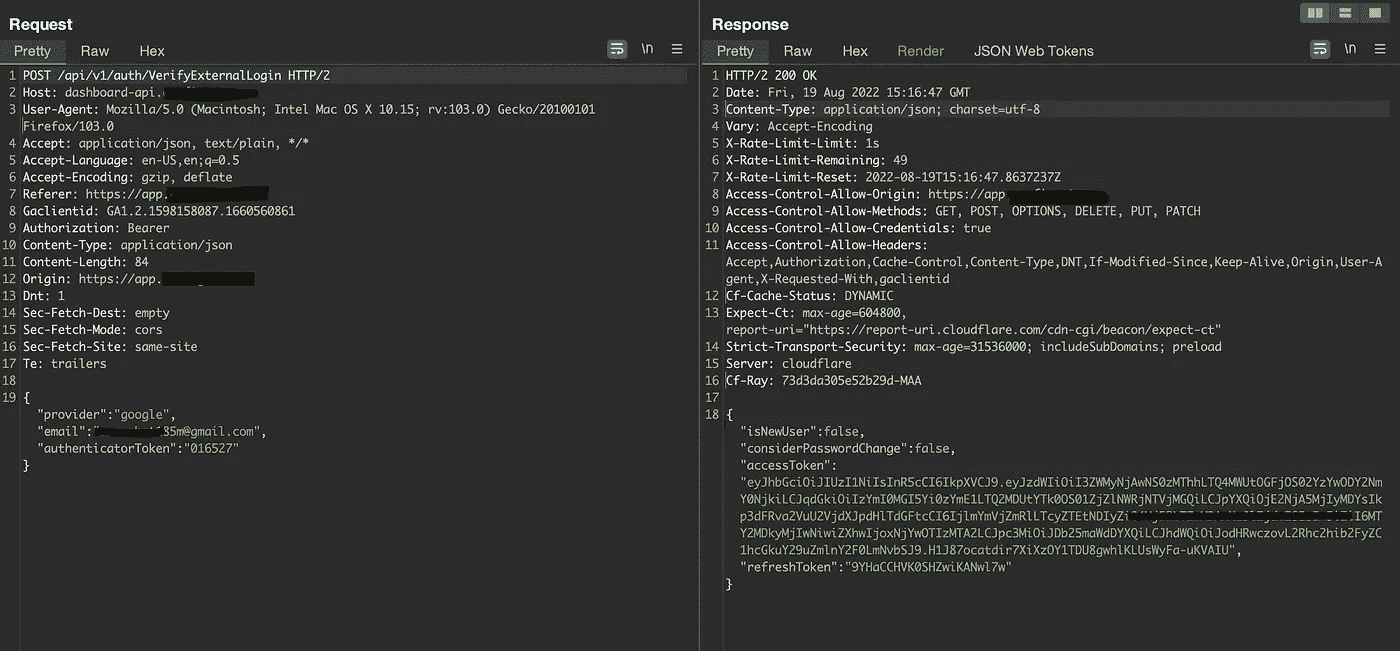 Request
Pretty Raw Hex
\n
1 POST /api/v1/auth/VerifyExternalLogin HTTP/2
2 Host: dashboard-api.
3 User-Agent: Mozilla/5.0 (Macintosh; Intel Mac OS X 10.15; rv:103.0) Gecko/20100101
Firefox/103.0
4 Accept: application/json, text/plain, */*
5 Accept-Language: en-US,en;q=0.5
6 Accept-Encoding: gzip, deflate
7 Referer: https://app.
8 Gaclientid: GA1.2.1598158087.1660560861
9 Authorization: Bearer
10 Content-Type: application/json
11 Content-Length: 84
12 Origin: https://app.
13 Dnt: 1
14 Sec-Fetch-Dest: empty
15 Sec-Fetch-Mode: cors
16 Sec-Fetch-Site: same-site
17 Te: trailers
18
19 {
"provider":"google",
"email": 85m@gmail.com",
"authenticatorToken":"016527"
}
Response
Pretty Raw Hex Render JSON Web Tokens
\n
1 HTTP/2 200 OK
2 Date: Fri, 19 Aug 2022 15:16:47 GMT
3 Content-Type: application/json; charset=utf-8
4 Vary: Accept-Encoding
5 X-Rate-Limit-Limit: 1s
6 X-Rate-Limit-Remaining: 49
7 X-Rate-Limit-Reset: 2022-08-19T15:16:47.8637237Z
8 Access-Control-Allow-Origin: https://app
9 Access-Control-Allow-Methods: GET, POST, OPTIONS, DELETE, PUT, PATCH
10 Access-Control-Allow-Credentials: true
11 Access-Control-Allow-Headers:
Accept,Authorization,Cache-Control,Content-Type,DNT,If-Modified-Since,Keep-Alive,Origin,User-A
gent,X-Requested-With,gaclientid
12 Cf-Cache-Status: DYNAMIC
13 Expect-Ct: max-age=604800,
report-uri="https://report-uri.cloudflare.com/cdn-cgi/beacon/expect-ct"
14 Strict-Transport-Security: max-age=31536000; includeSubDomains; preload
15 Server: cloudflare
16 Cf-Ray: 73d3da305e52b29d-MAA
17
18 {
"isNewUser":false,
"considerPasswordChange":false,
"accessToken":
"eyJhbGciOiJIUzI1NiIsInR5cCI6IkpXVCJ9.eyJzdWIiOiI3ZWMyNjAwNS0zMThhLTQ4MWUtOGFjOS02YzYwODY2Nm
Y0NjkiLCJqdGkiOiIzYmI0MGI5Yi0zYmE1LTQ2MDUtYTk0OS01ZjZlNWRjNTVjMGQiLCJpYXQiOjE2NjA5MjIyMDYsIk
p3dFRva2VuU2VjdXJpdHlTdGFtcCI6IjlmYmVjZmRlLTcyZTEtNDIyZi I6MT
Y2MDkyMjIwNiwiZXhwIjoxNjYwOTIzMTA2LCJpc3MiOiJDb25maWdDYXQiLCJhdWQiOiJodHRwczovL2Rhc2hib2FyZC
1hcGkuY29uZmlnY2F0LmNvbSJ9.H1J87ocatdir7XiXzOY1TDU8gwhlKLUsWyFa-uKVAIU",
"refreshToken":"9YHaCCHVK0SHZwiKANwl7w"
}